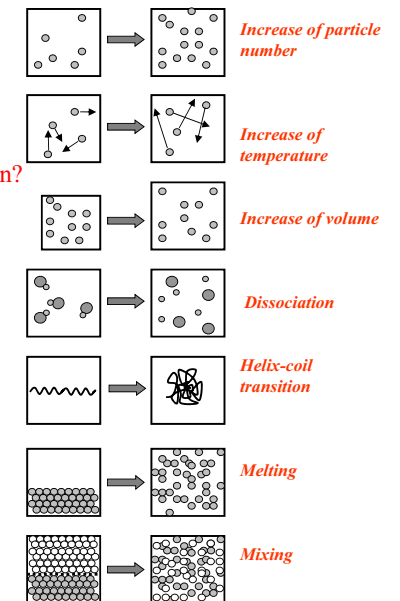 Increase of particle
number
Increase of
temperature
n?
Increase of volume
Dissociation
Helix-coil
transition
Melting
Mixing